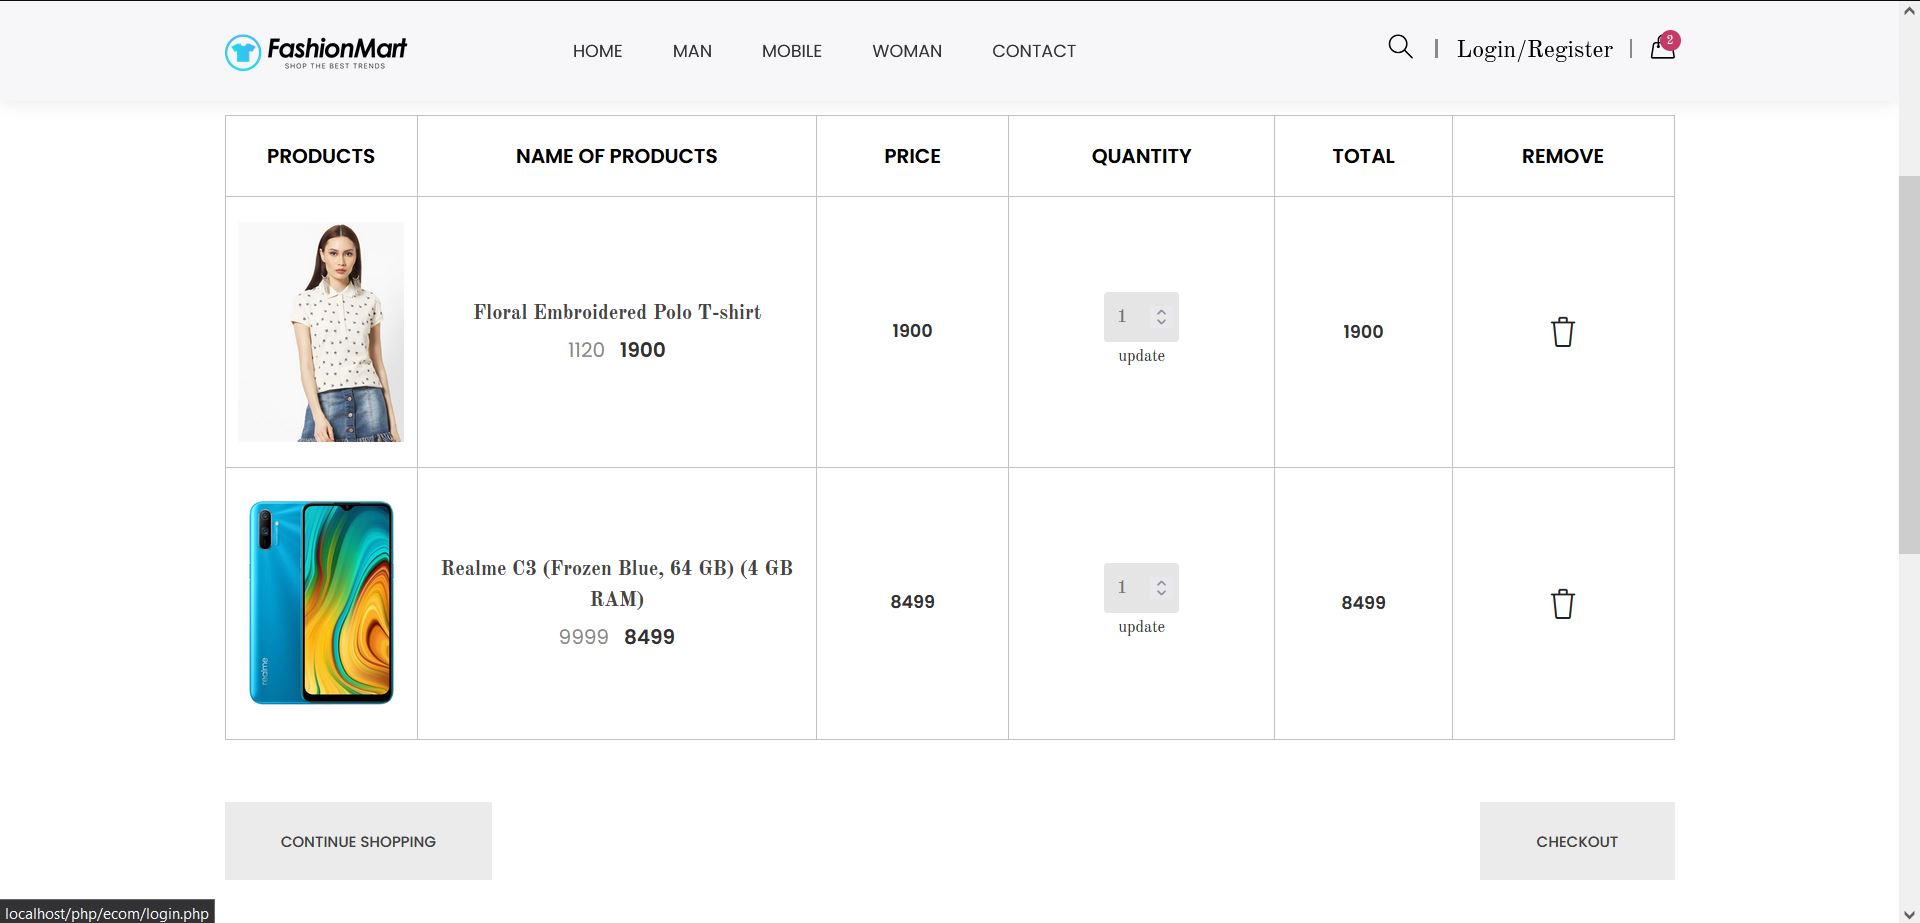 FashionMart
SHOP THE BEST TRENDS
HOME MAN MOBILE WOMAN CONTACT
| Login/Register | 2
PRODUCTS NAME OF PRODUCTS PRICE QUANTITY TOTAL REMOVE
Floral Embroidered Polo T-shirt
1120 1900
1900
1
update
1900
realme
Realme C3 (Frozen Blue, 64 GB) (4 GB
RAM)
9999 8499
8499
1
update
8499
CONTINUE SHOPPING
CHECKOUT
localhost/php/ecom/login.php